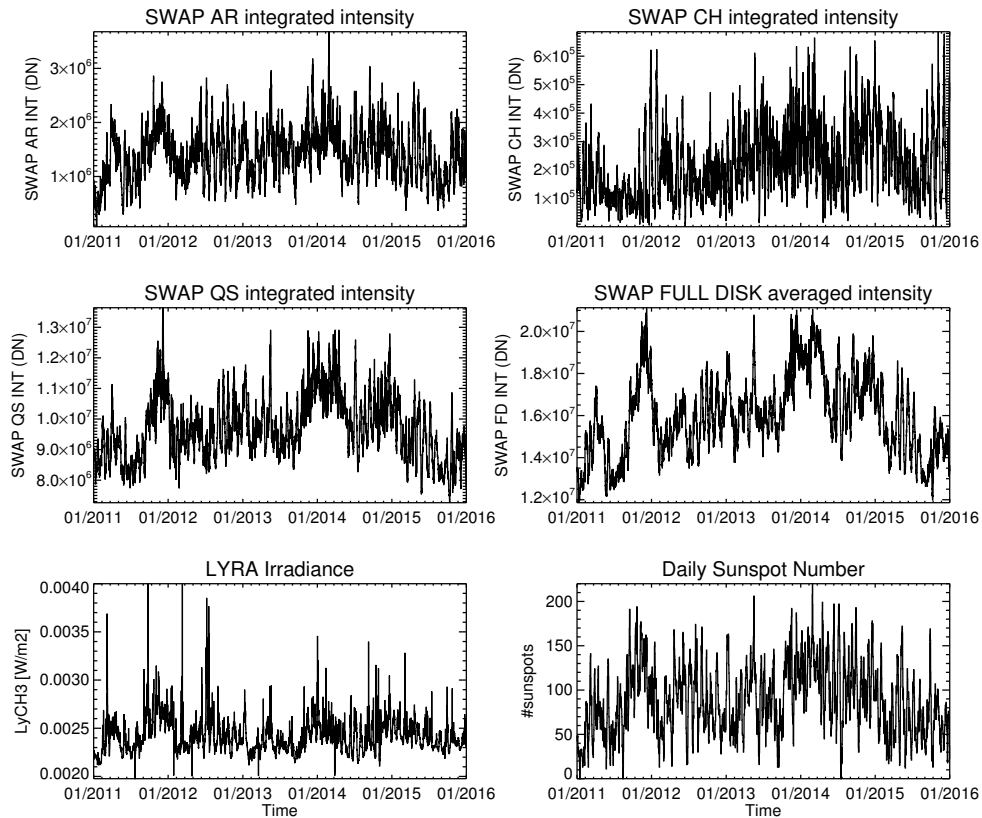 SWAP AR integrated intensity
SWAP AR INT (DN)
3×10⁶
2×10⁶
1×10⁶
01/2011 01/2012 01/2013 01/2014 01/2015 01/2016
SWAP CH integrated intensity
SWAP CH INT (DN)
6×10⁵
5×10⁵
4×10⁵
3×10⁵
2×10⁵
1×10⁵
01/2011 01/2012 01/2013 01/2014 01/2015 01/2016
SWAP QS integrated intensity
SWAP QS INT (DN)
1.3×10⁷
1.2×10⁷
1.1×10⁷
1.0×10⁷
9.0×10⁶
8.0×10⁶
01/2011 01/2012 01/2013 01/2014 01/2015 01/2016
SWAP FULL DISK averaged intensity
SWAP FD INT (DN)
2.0×10⁷
1.8×10⁷
1.6×10⁷
1.4×10⁷
1.2×10⁷
01/2011 01/2012 01/2013 01/2014 01/2015 01/2016
LYRA Irradiance
LyCH3 [W/m2]
0.0040
0.0035
0.0030
0.0025
0.0020
01/2011 01/2012 01/2013 01/2014 01/2015 01/2016
Time
Daily Sunspot Number
#sunspots
200
150
100
50
0
01/2011 01/2012 01/2013 01/2014 01/2015 01/2016
Time